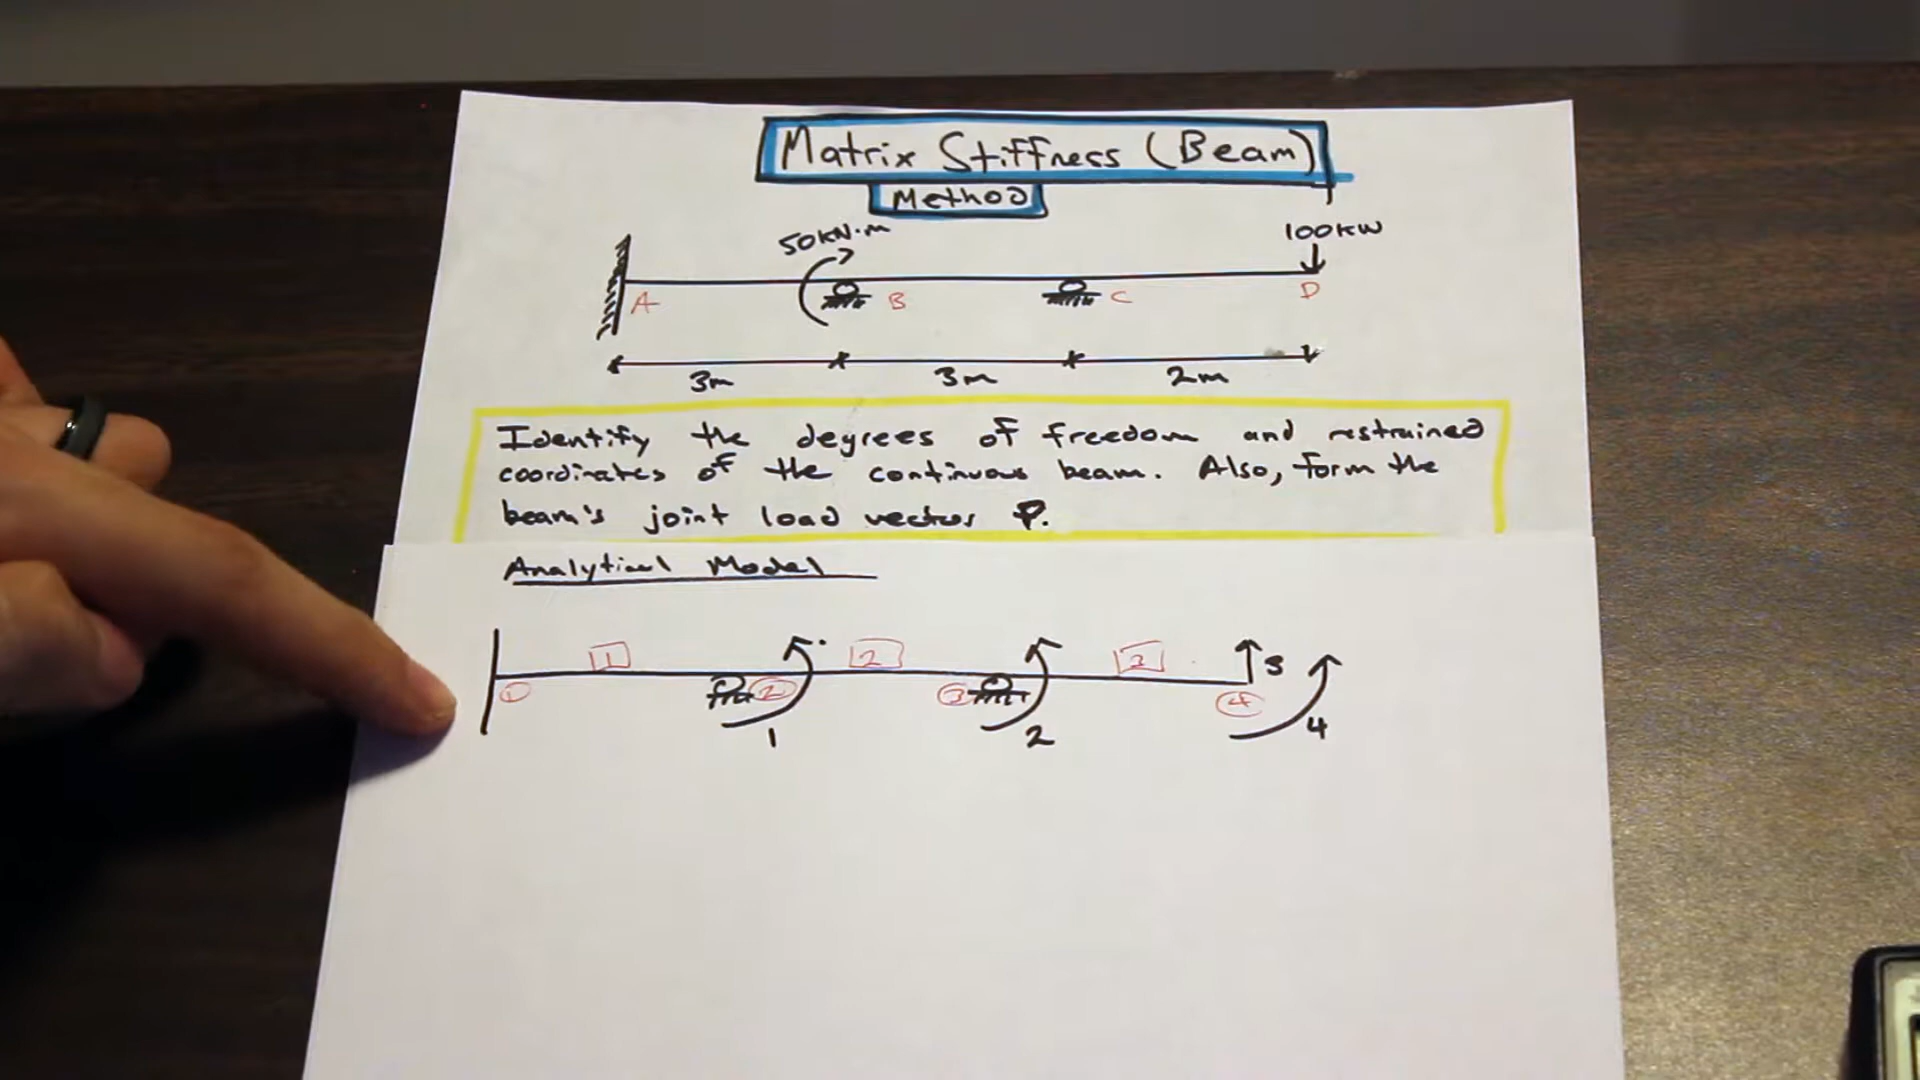 Matrix Stiffness (Beam)
Method
50KN·m
100KW
A
B
C
D
3m
3m
2m
Identify the degrees of freedom and restrained
coordinates of the continuous beam. Also, form the
beam's joint load vector P.
Analytical Model
1
2
3
1
2
3
4
3
1
2
4